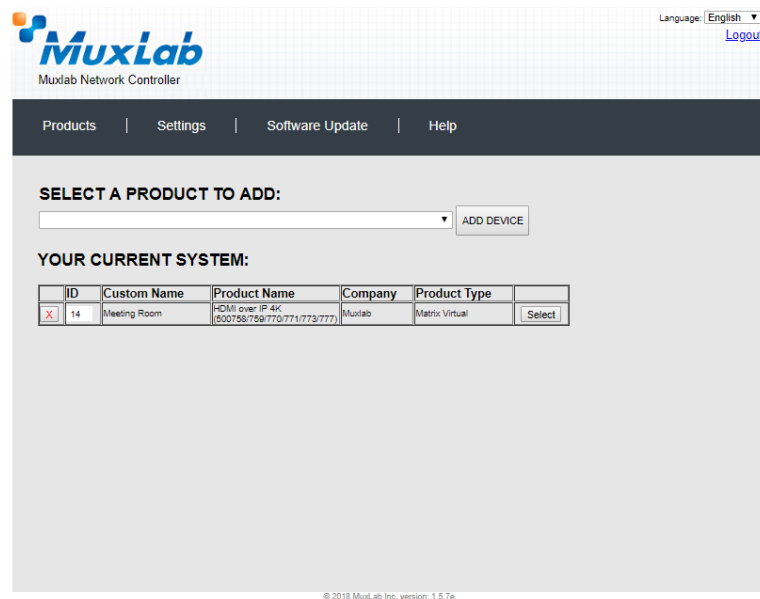 Language: English
Logout
MuxLab
Muxlab Network Controller
Products | Settings | Software Update | Help
SELECT A PRODUCT TO ADD:
ADD DEVICE
YOUR CURRENT SYSTEM:
ID Custom Name Product Name Company Product Type
X 14 Meeting Room HDMI over IP 4K (500758/759/770/771/773/777) Muxlab Matrix Virtual Select
© 2018 MuxLab Inc. version: 1.5.7e